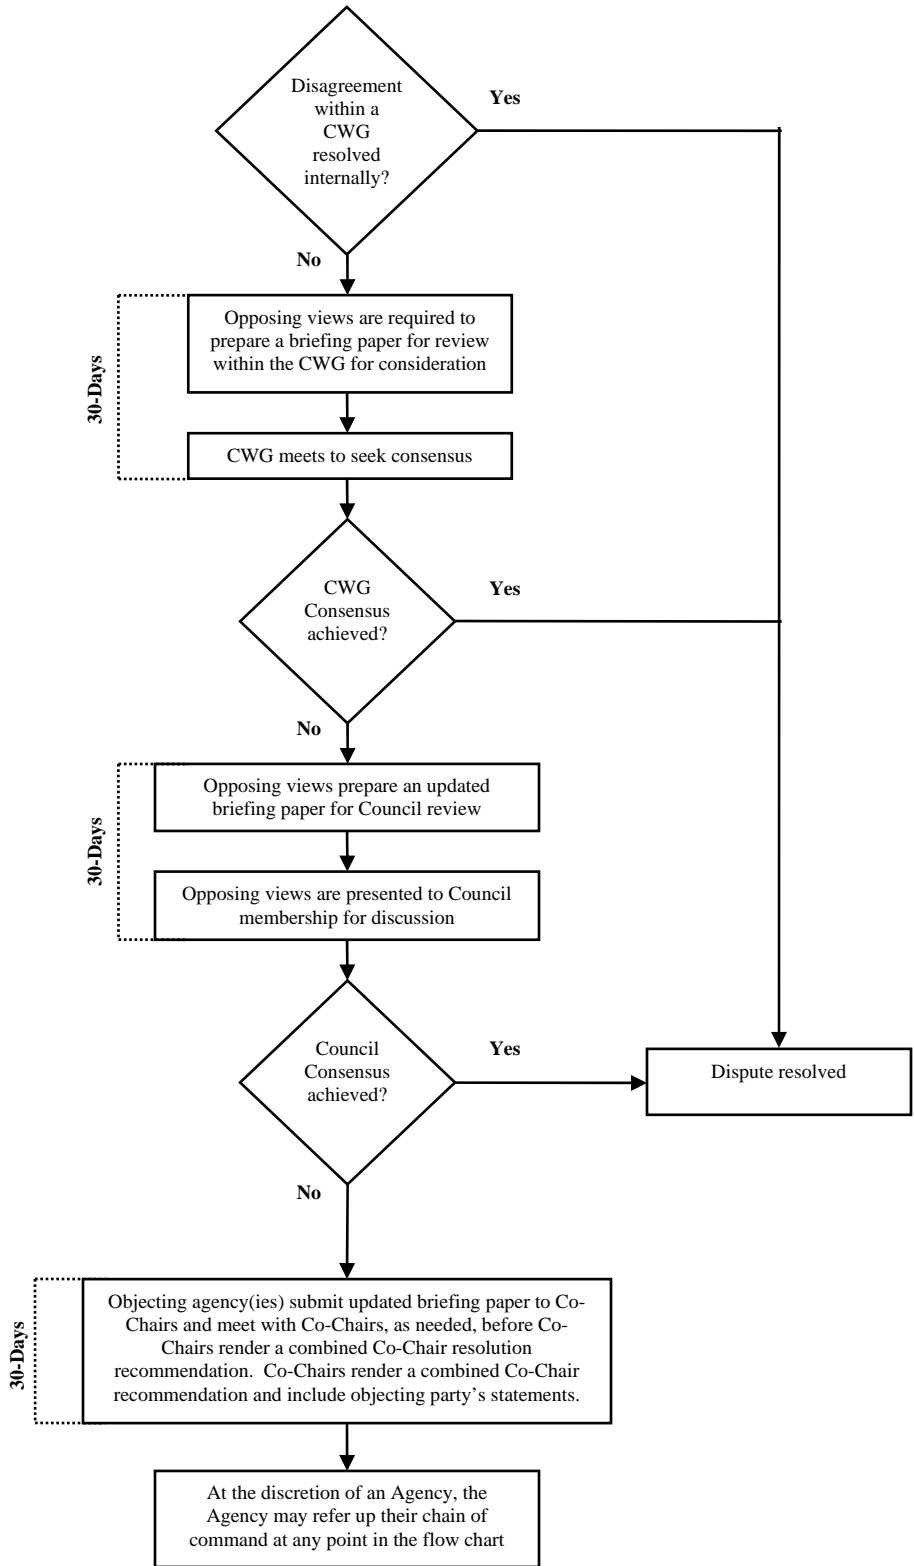 Disagreement
within a
CWG
resolved
internally?
Yes
No
30-Days
Opposing views are required to
prepare a briefing paper for review
within the CWG for consideration
CWG meets to seek consensus
CWG
Consensus
achieved?
Yes
No
30-Days
Opposing views prepare an updated
briefing paper for Council review
Opposing views are presented to Council
membership for discussion
Council
Consensus
achieved?
Yes
Dispute resolved
No
30-Days
Objecting agency(ies) submit updated briefing paper to Co-
Chairs and meet with Co-Chairs, as needed, before Co-
Chairs render a combined Co-Chair resolution
recommendation.  Co-Chairs render a combined Co-Chair
recommendation and include objecting party’s statements.
At the discretion of an Agency, the
Agency may refer up their chain of
command at any point in the flow chart